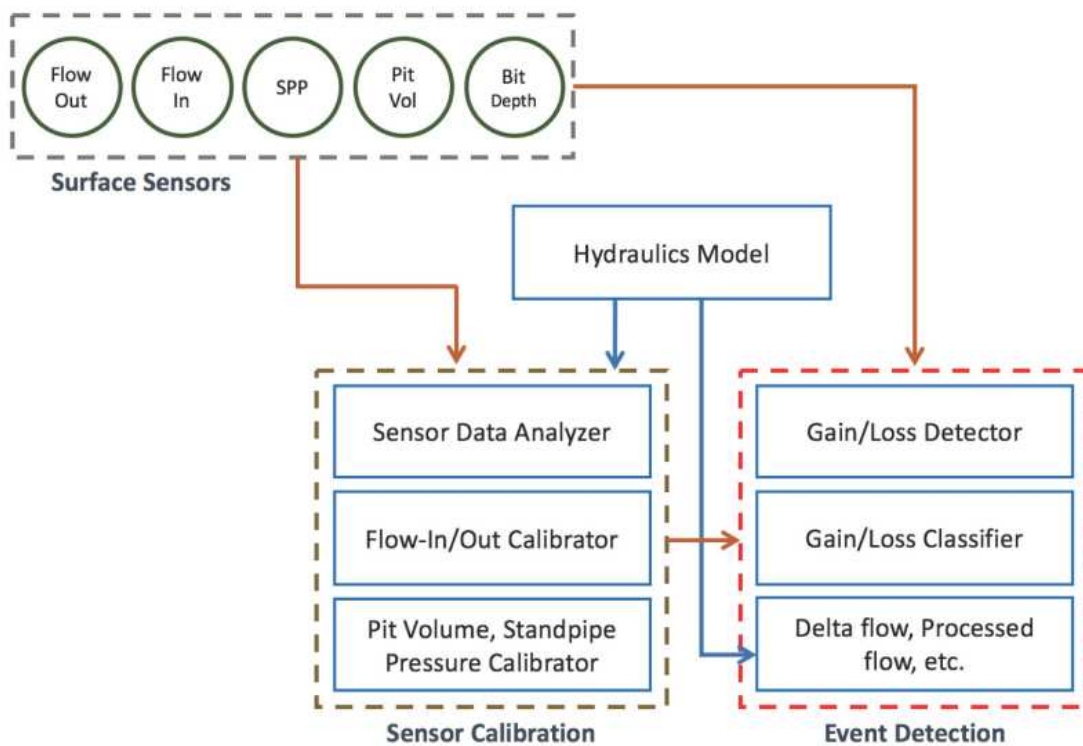 Flow
Out
Flow
In
SPP
Pit
Vol
Bit
Depth
Surface Sensors
Hydraulics Model
Sensor Data Analyzer
Flow-In/Out Calibrator
Pit Volume, Standpipe
Pressure Calibrator
Sensor Calibration
Gain/Loss Detector
Gain/Loss Classifier
Delta flow, Processed
flow, etc.
Event Detection